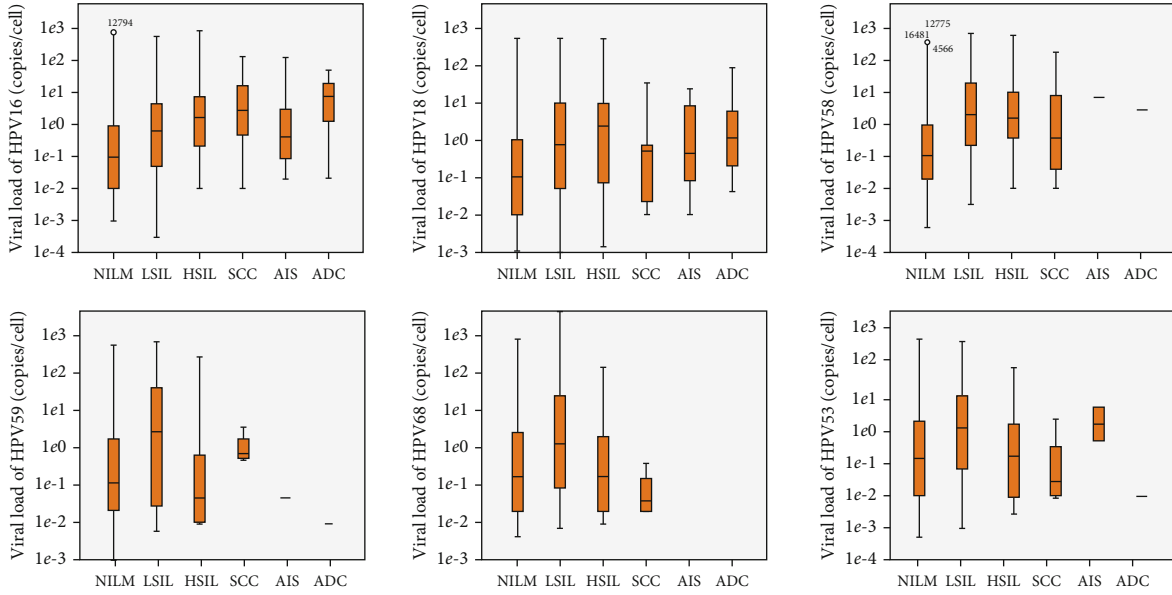 Viral load of HPV16 (copies/cell)
1e3
1e2
1e1
1e0
1e-1
1e-2
1e-3
1e-4
12794
NILM LSIL HSIL SCC AIS ADC
Viral load of HPV18 (copies/cell)
1e3
1e2
1e1
1e0
1e-1
1e-2
1e-3
NILM LSIL HSIL SCC AIS ADC
Viral load of HPV58 (copies/cell)
1e3
1e2
1e1
1e0
1e-1
1e-2
1e-3
1e-4
12775
16481
4566
NILM LSIL HSIL SCC AIS ADC
Viral load of HPV59 (copies/cell)
1e3
1e2
1e1
1e0
1e-1
1e-2
1e-3
NILM LSIL HSIL SCC AIS ADC
Viral load of HPV68 (copies/cell)
1e3
1e2
1e1
1e0
1e-1
1e-2
1e-3
NILM LSIL HSIL SCC AIS ADC
Viral load of HPV53 (copies/cell)
1e3
1e2
1e1
1e0
1e-1
1e-2
1e-3
1e-4
NILM LSIL HSIL SCC AIS ADC